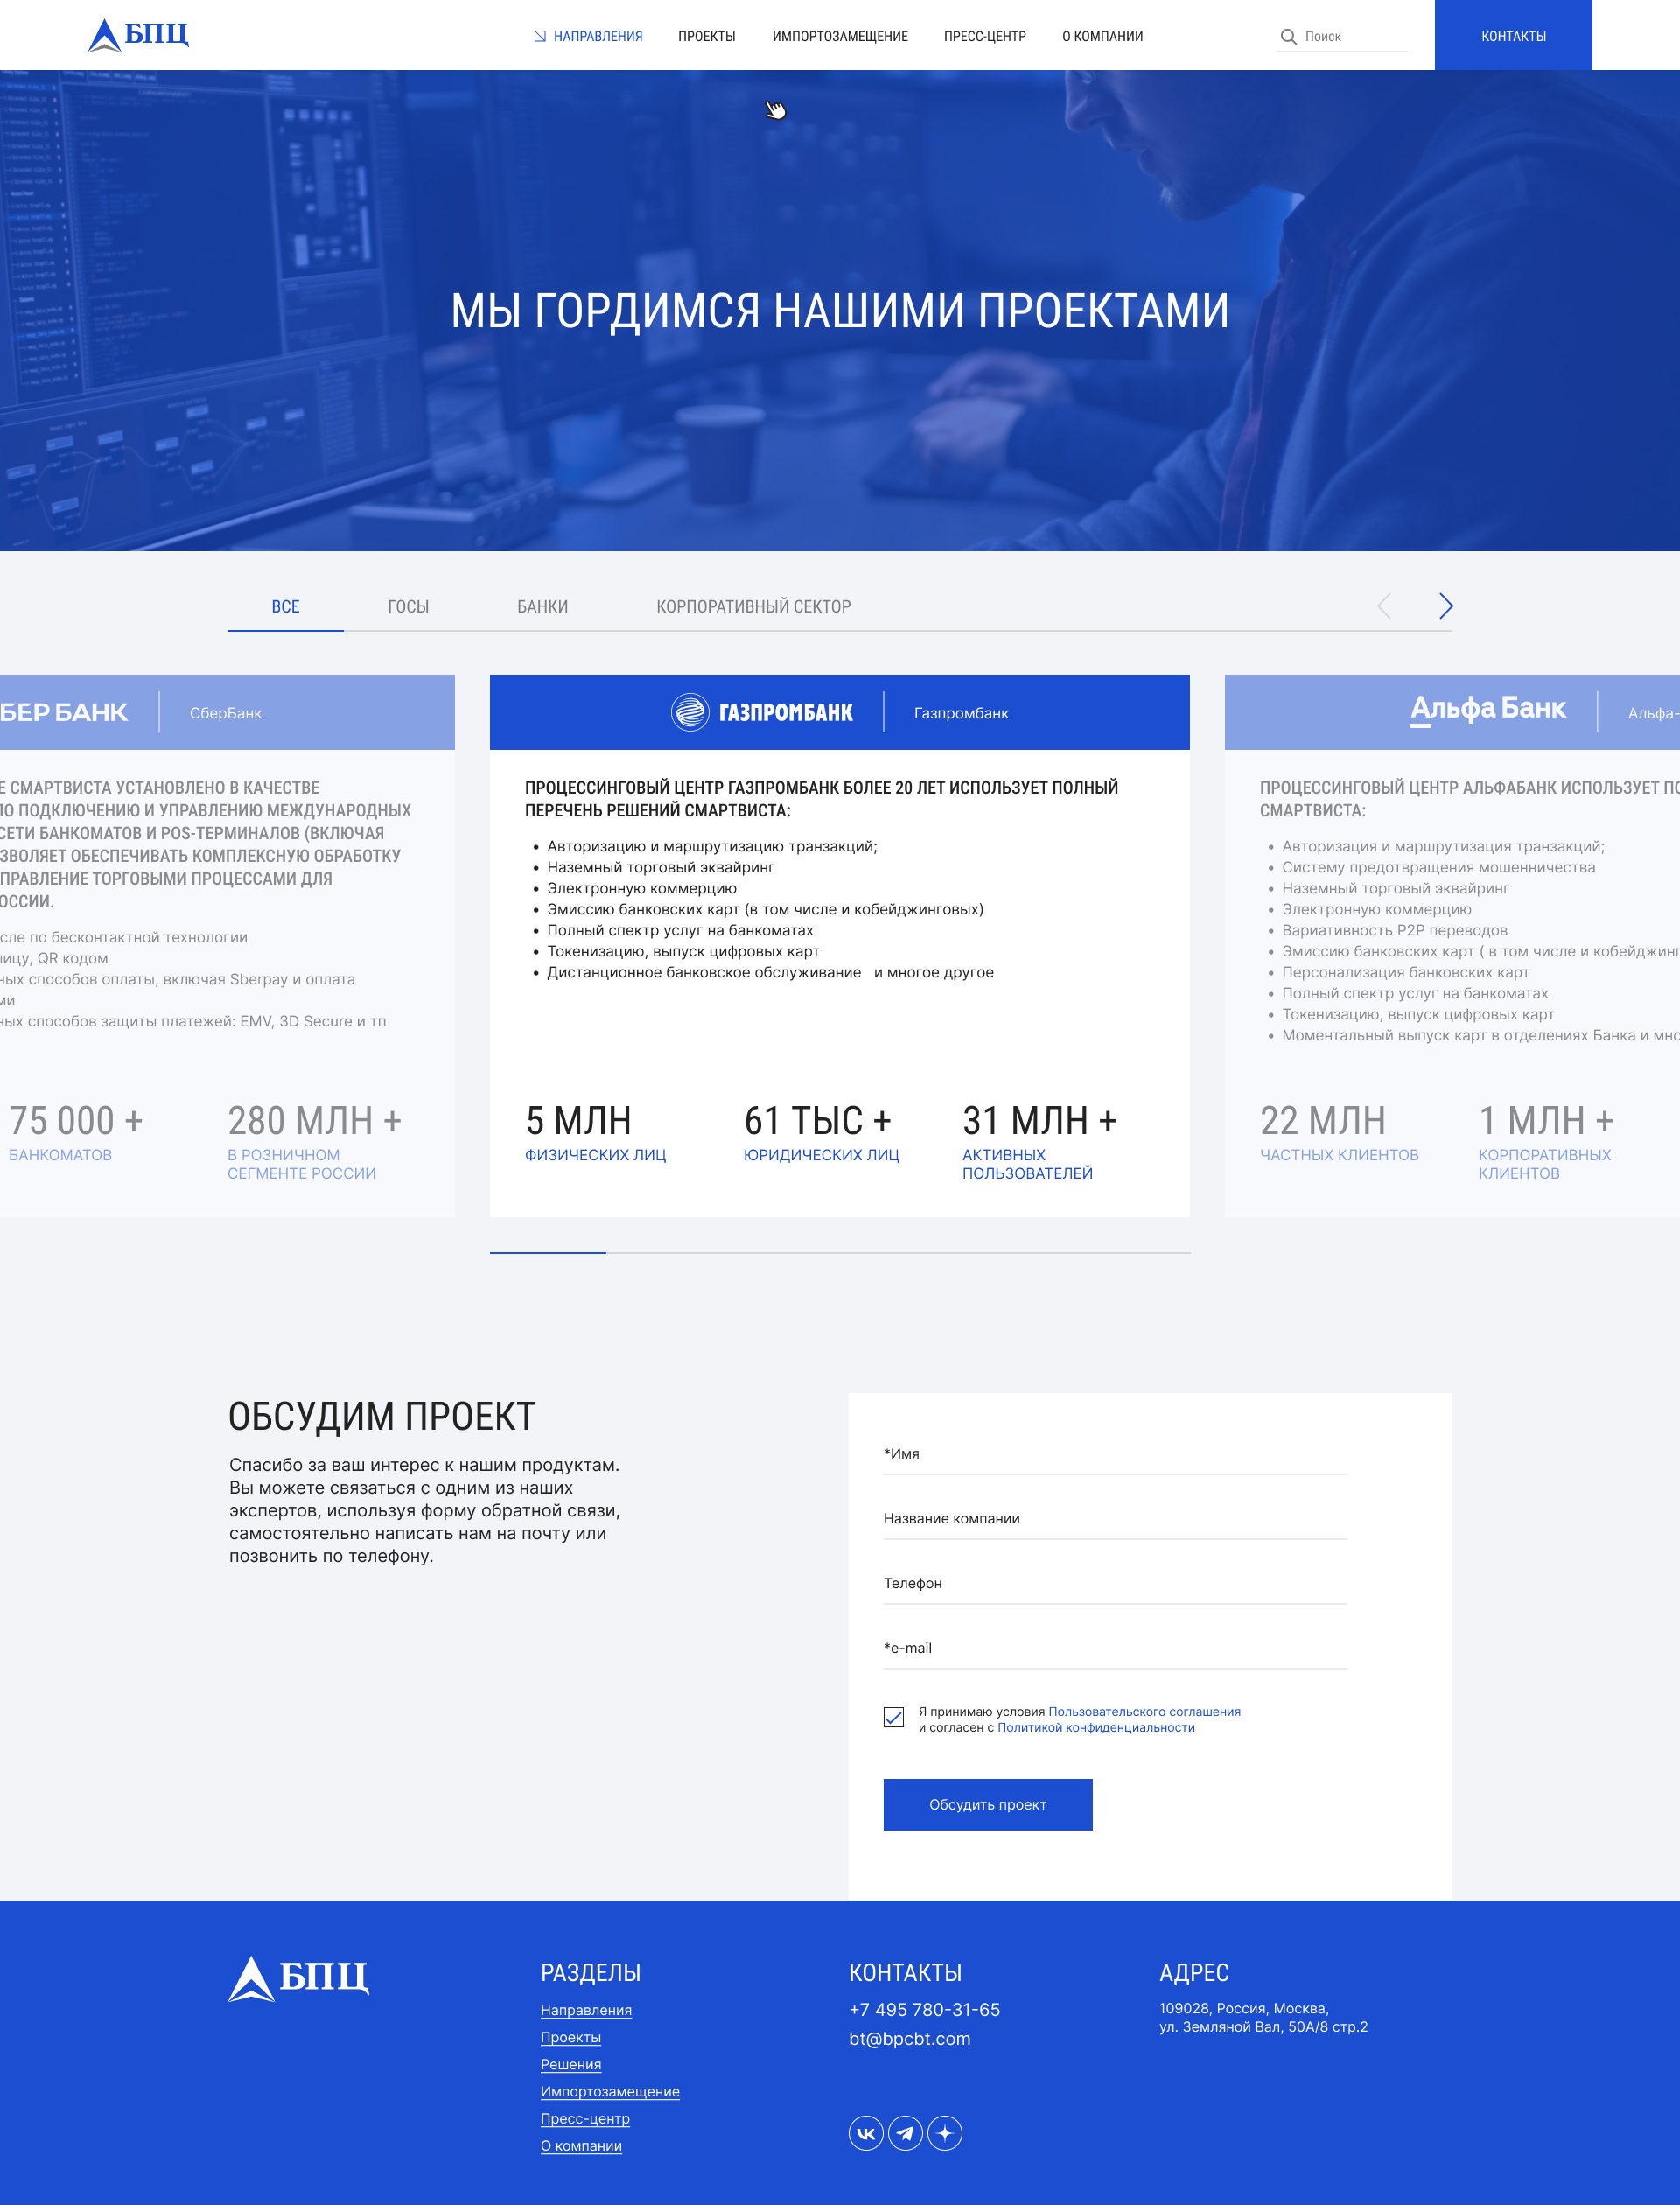 БПЦ
НАПРАВЛЕНИЯ
ПРОЕКТЫ
ИМПОРТОЗАМЕЩЕНИЕ
ПРЕСС-ЦЕНТР
О КОМПАНИИ
Поиск
КОНТАКТЫ
МЫ ГОРДИМСЯ НАШИМИ ПРОЕКТАМИ
ВСЕ
ГОСЫ
БАНКИ
КОРПОРАТИВНЫЙ СЕКТОР
БЕР БАНК
СберБанк
Е СМАРТВИСТА УСТАНОВЛЕНО В КАЧЕСТВЕ
ПО ПОДКЛЮЧЕНИЮ И УПРАВЛЕНИЮ МЕЖДУНАРОДНЫХ
СЕТИ БАНКОМАТОВ И POS-ТЕРМИНАЛОВ (ВКЛЮЧАЯ
ЗВОЛЯЕТ ОБЕСПЕЧИВАТЬ КОМПЛЕКСНУЮ ОБРАБОТКУ
ПРАВЛЕНИЕ ТОРГОВЫМИ ПРОЦЕССАМИ ДЛЯ
ОССИИ.
сле по бесконтактной технологии
лицу, QR кодом
ных способов оплаты, включая Sberpay и оплата
ми
ных способов защиты платежей: EMV, 3D Secure и тп
75 000 +
БАНКОМАТОВ
280 МЛН +
В РОЗНИЧНОМ
СЕГМЕНТЕ РОССИИ
ГАЗПРОМБАНК
Газпромбанк
ПРОЦЕССИНГОВЫЙ ЦЕНТР ГАЗПРОМБАНК БОЛЕЕ 20 ЛЕТ ИСПОЛЬЗУЕТ ПОЛНЫЙ
ПЕРЕЧЕНЬ РЕШЕНИЙ СМАРТВИСТА:
• Авторизацию и маршрутизацию транзакций;
• Наземный торговый эквайринг
• Электронную коммерцию
• Эмиссию банковских карт (в том числе и кобейджинговых)
• Полный спектр услуг на банкоматах
• Токенизацию, выпуск цифровых карт
• Дистанционное банковское обслуживание и многое другое
5 МЛН
ФИЗИЧЕСКИХ ЛИЦ
61 ТЫС +
ЮРИДИЧЕСКИХ ЛИЦ
31 МЛН +
АКТИВНЫХ
ПОЛЬЗОВАТЕЛЕЙ
Альфа Банк
Альфа-
ПРОЦЕССИНГОВЫЙ ЦЕНТР АЛЬФАБАНК ИСПОЛЬЗУЕТ ПО
СМАРТВИСТА:
• Авторизация и маршрутизация транзакций;
• Систему предотвращения мошенничества
• Наземный торговый эквайринг
• Электронную коммерцию
• Вариативность P2P переводов
• Эмиссию банковских карт ( в том числе и кобейджинг
• Персонализация банковских карт
• Полный спектр услуг на банкоматах
• Токенизацию, выпуск цифровых карт
• Моментальный выпуск карт в отделениях Банка и мно
22 МЛН
ЧАСТНЫХ КЛИЕНТОВ
1 МЛН +
КОРПОРАТИВНЫХ
КЛИЕНТОВ
ОБСУДИМ ПРОЕКТ
Спасибо за ваш интерес к нашим продуктам.
Вы можете связаться с одним из наших
экспертов, используя форму обратной связи,
самостоятельно написать нам на почту или
позвонить по телефону.
*Имя
Название компании
Телефон
*e-mail
Я принимаю условия Пользовательского соглашения
и согласен с Политикой конфиденциальности
Обсудить проект
БПЦ
РАЗДЕЛЫ
Направления
Проекты
Решения
Импортозамещение
Пресс-центр
О компании
КОНТАКТЫ
+7 495 780-31-65
bt@bpcbt.com
АДРЕС
109028, Россия, Москва,
ул. Земляной Вал, 50А/8 стр.2